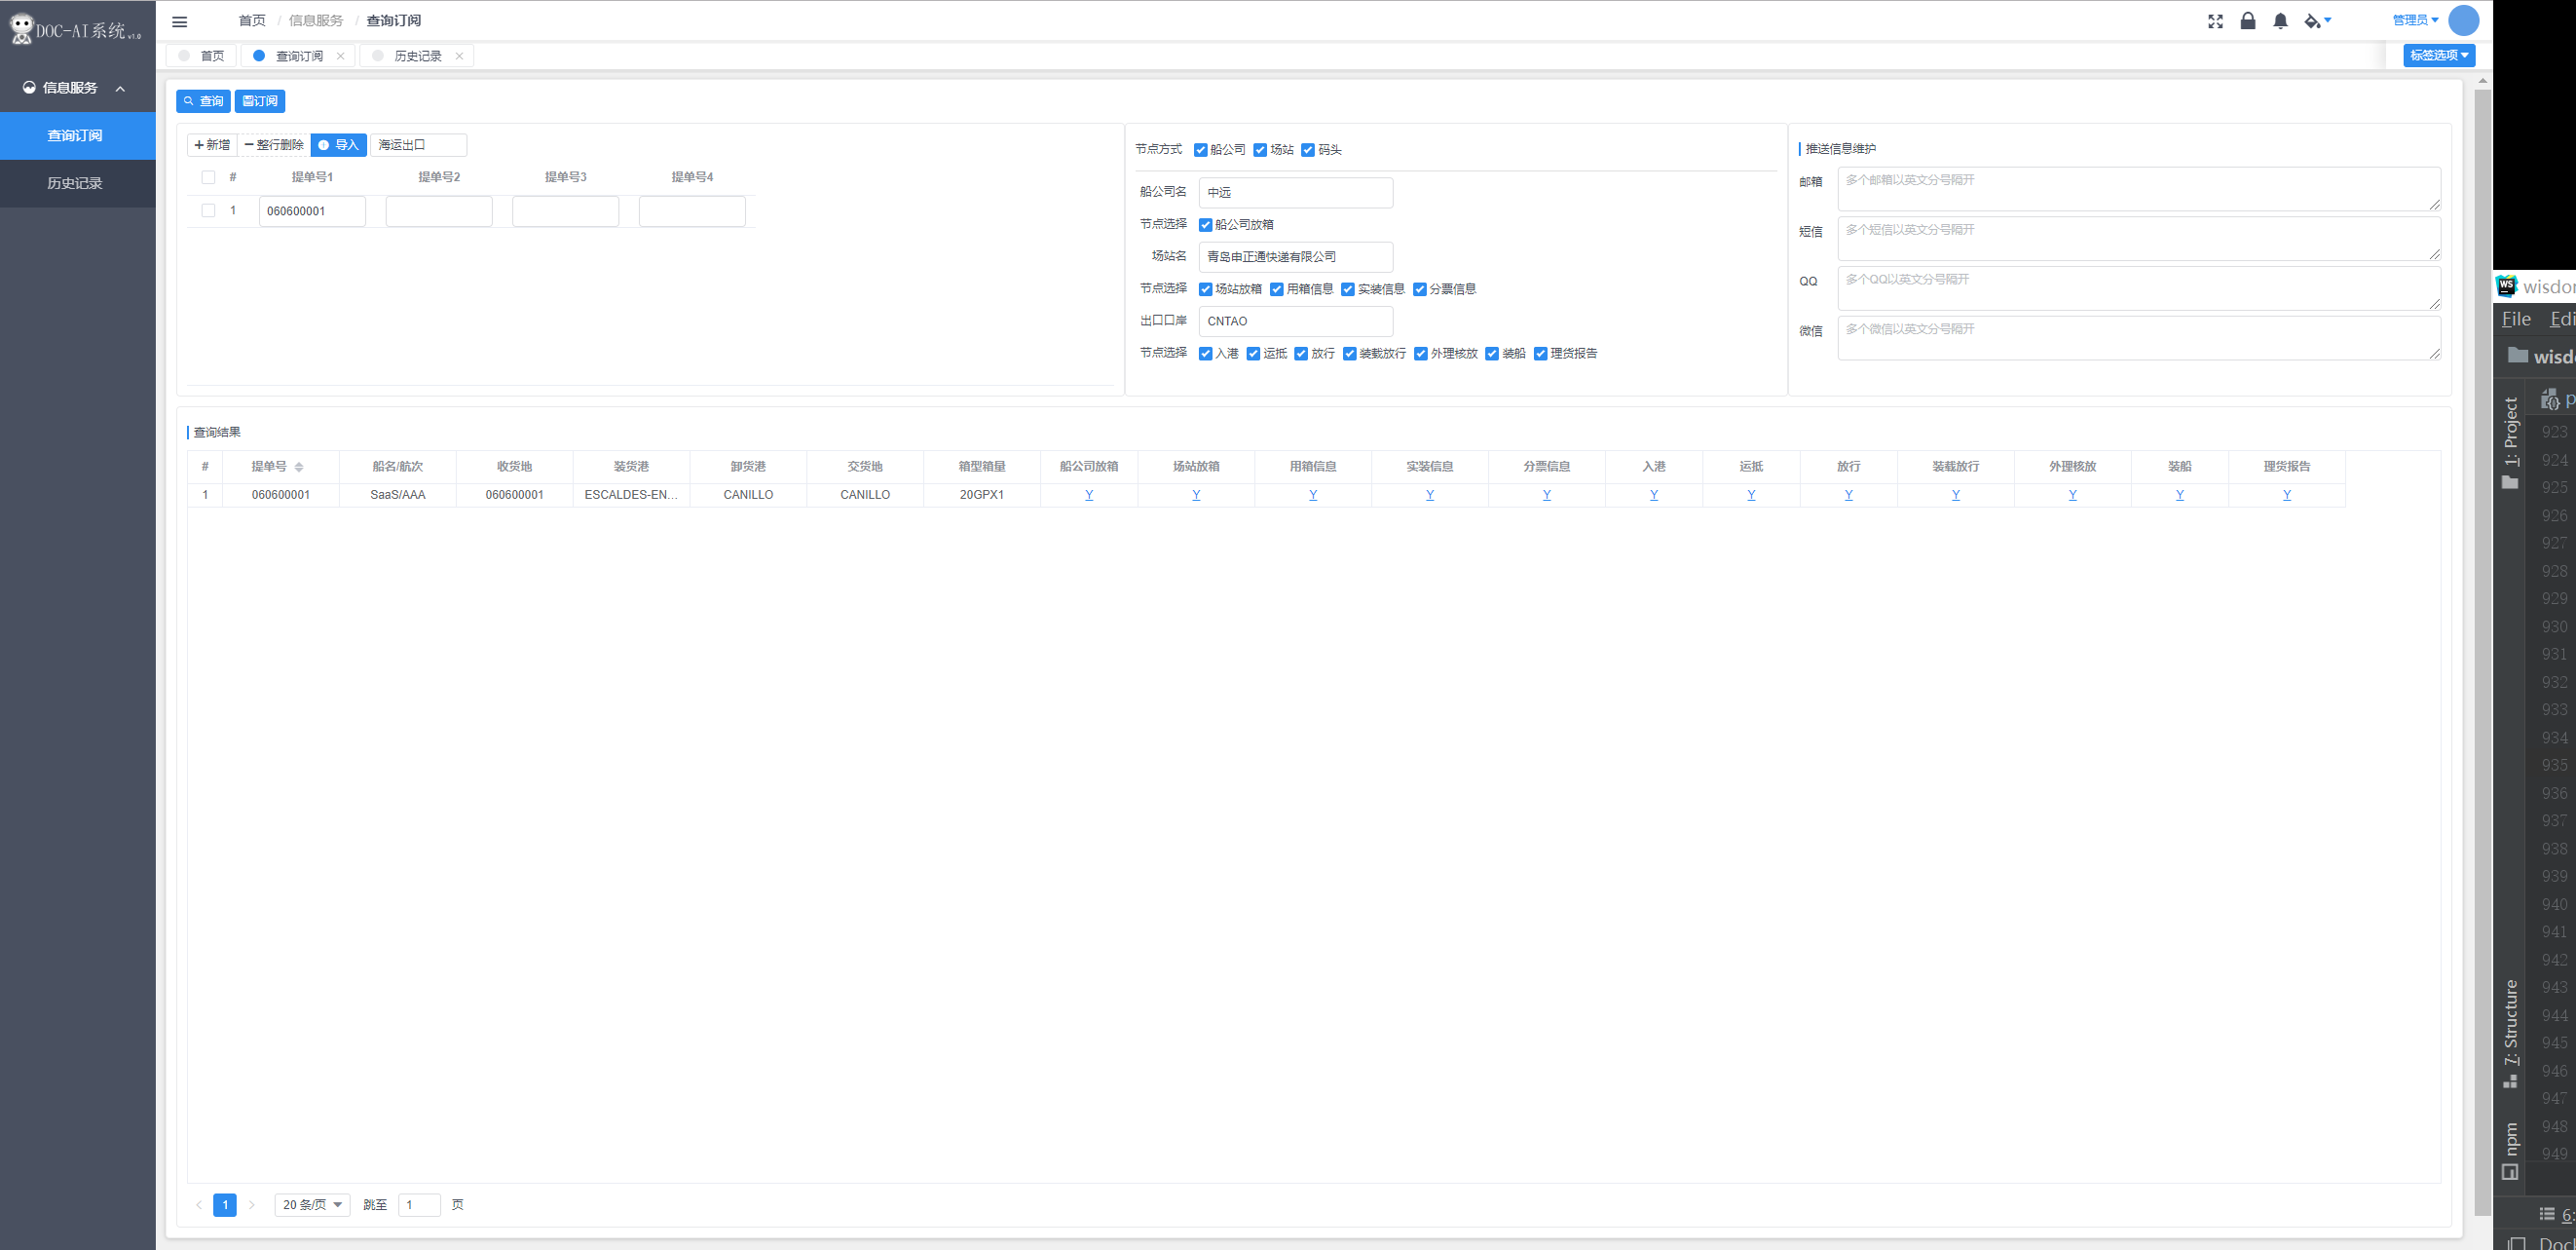 DOC-AI系统 v1.0
信息服务
查询订阅
历史记录
首页 / 信息服务 / 查询订阅
管理员
首页 查询订阅 历史记录
标签选项
查询 订阅
新增 整行删除 导入 海运出口
# 提单号1 提单号2 提单号3 提单号4
1 060600001
节点方式 船公司 场站 码头
船公司名 中远
节点选择 船公司放箱
场站名 青岛申正通快递有限公司
节点选择 场站放箱 用箱信息 实装信息 分票信息
出口口岸 CNTAO
节点选择 入港 运抵 放行 装载放行 外理核放 装船 理货报告
推送信息维护
邮箱 多个邮箱以英文分号隔开
短信 多个短信以英文分号隔开
QQ 多个QQ以英文分号隔开
微信 多个微信以英文分号隔开
查询结果
# 提单号 船名/航次 收货地 装货港 卸货港 交货地 箱型箱量 船公司放箱 场站放箱 用箱信息 实装信息 分票信息 入港 运抵 放行 装载放行 外理核放 装船 理货报告
1 060600001 SaaS/AAA 060600001 ESCALDES-EN... CANILLO CANILLO 20GPX1 Y Y Y Y Y Y Y Y Y Y Y Y
1 20 条/页 跳至 1 页
WS wisdor
File Edi
wisd
p
1: Project
7: Structure
npm
923
924
925
926
927
928
929
930
931
932
933
934
935
936
937
938
939
940
941
942
943
944
945
946
947
948
949
6:
Doc